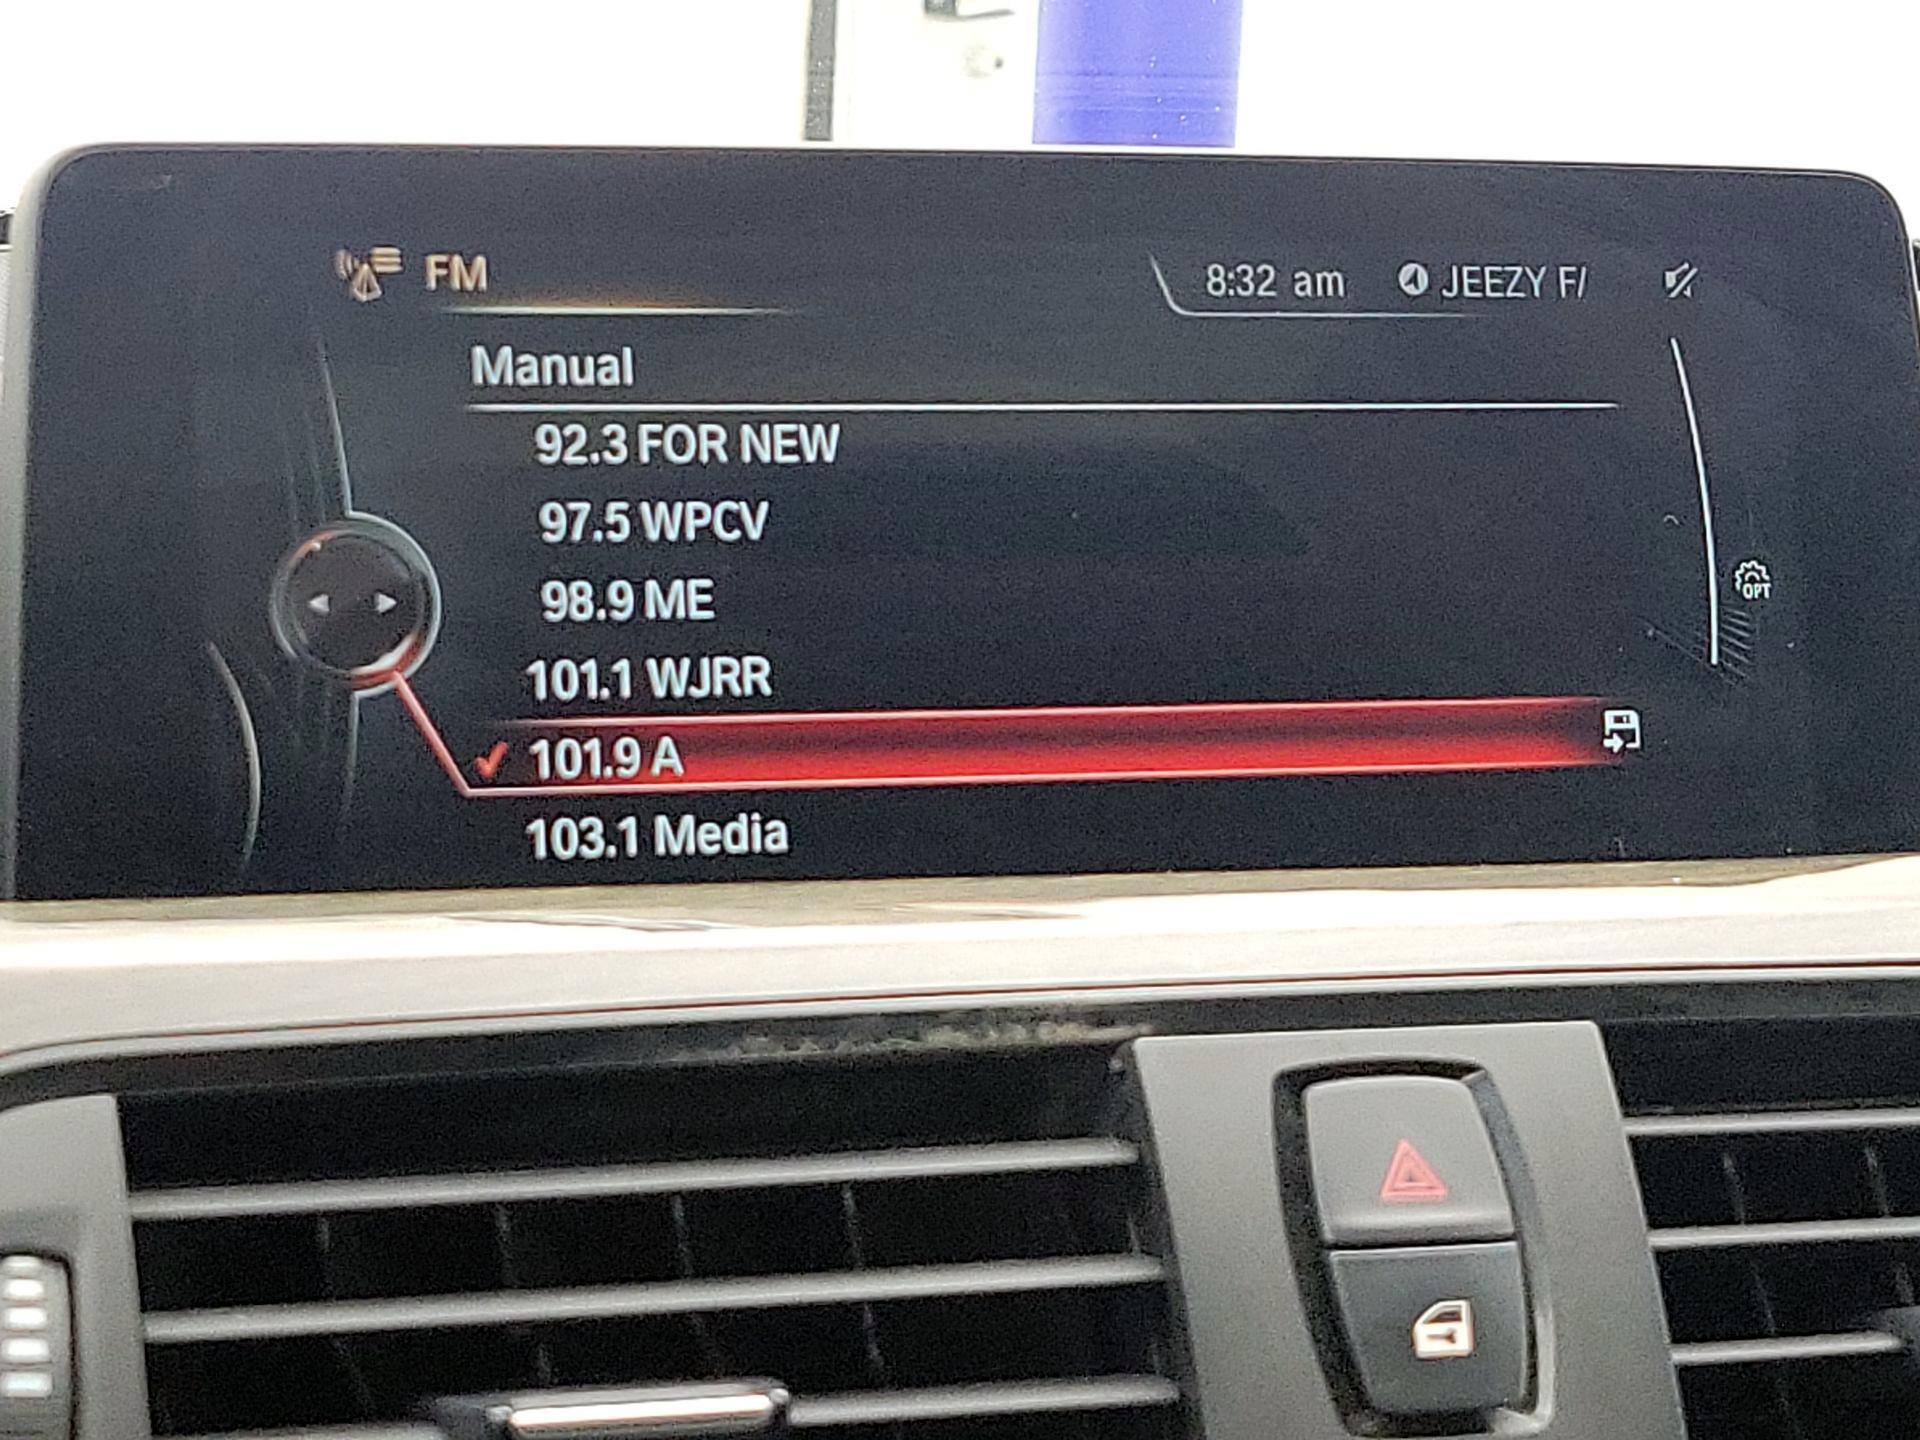 FM
8:32 am JEEZY F/
Manual
92.3 FOR NEW
97.5 WPCV
98.9 ME
101.1 WJRR
101.9 A
103.1 Media
OPT